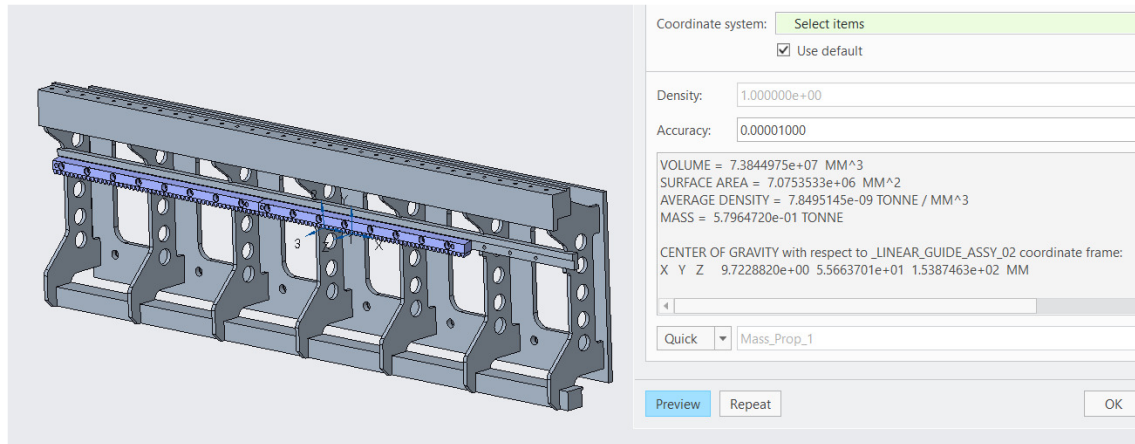 Coordinate system: Select items
Use default
Density: 1.000000e+00
Accuracy: 0.00001000
VOLUME = 7.3844975e+07 MM^3
SURFACE AREA = 7.0753533e+06 MM^2
AVERAGE DENSITY = 7.8495145e-09 TONNE / MM^3
MASS = 5.7964720e-01 TONNE
CENTER OF GRAVITY with respect to _LINEAR_GUIDE_ASSY_02 coordinate frame:
X Y Z 9.7228820e+00 5.5663701e+01 1.5387463e+02 MM
Quick Mass_Prop_1
Preview Repeat OK
Y
3 Z X